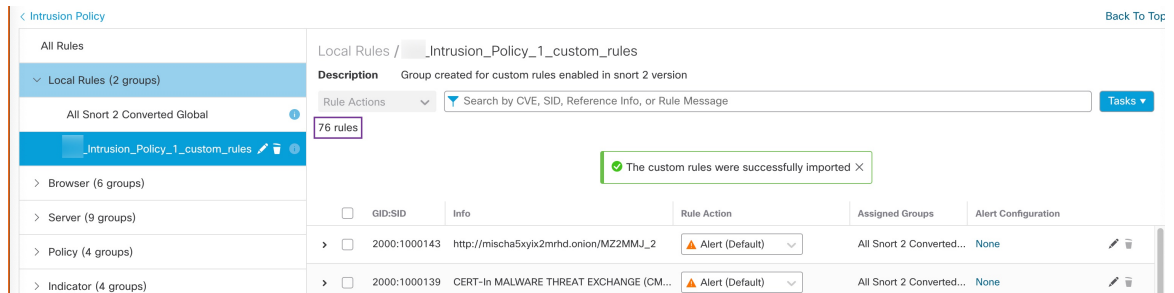 < Intrusion Policy
Back To Top
All Rules
Local Rules (2 groups)
All Snort 2 Converted Global
_Intrusion_Policy_1_custom_rules
> Browser (6 groups)
> Server (9 groups)
> Policy (4 groups)
> Indicator (4 groups)
Local Rules / _Intrusion_Policy_1_custom_rules
Description Group created for custom rules enabled in snort 2 version
Rule Actions
Search by CVE, SID, Reference Info, or Rule Message
Tasks
76 rules
The custom rules were successfully imported ×
GID:SID Info Rule Action Assigned Groups Alert Configuration
> 2000:1000143 http://mischa5xyix2mrhd.onion/MZ2MMJ_2 Alert (Default) All Snort 2 Converted... None
> 2000:1000139 CERT-In MALWARE THREAT EXCHANGE (CM... Alert (Default) All Snort 2 Converted... None